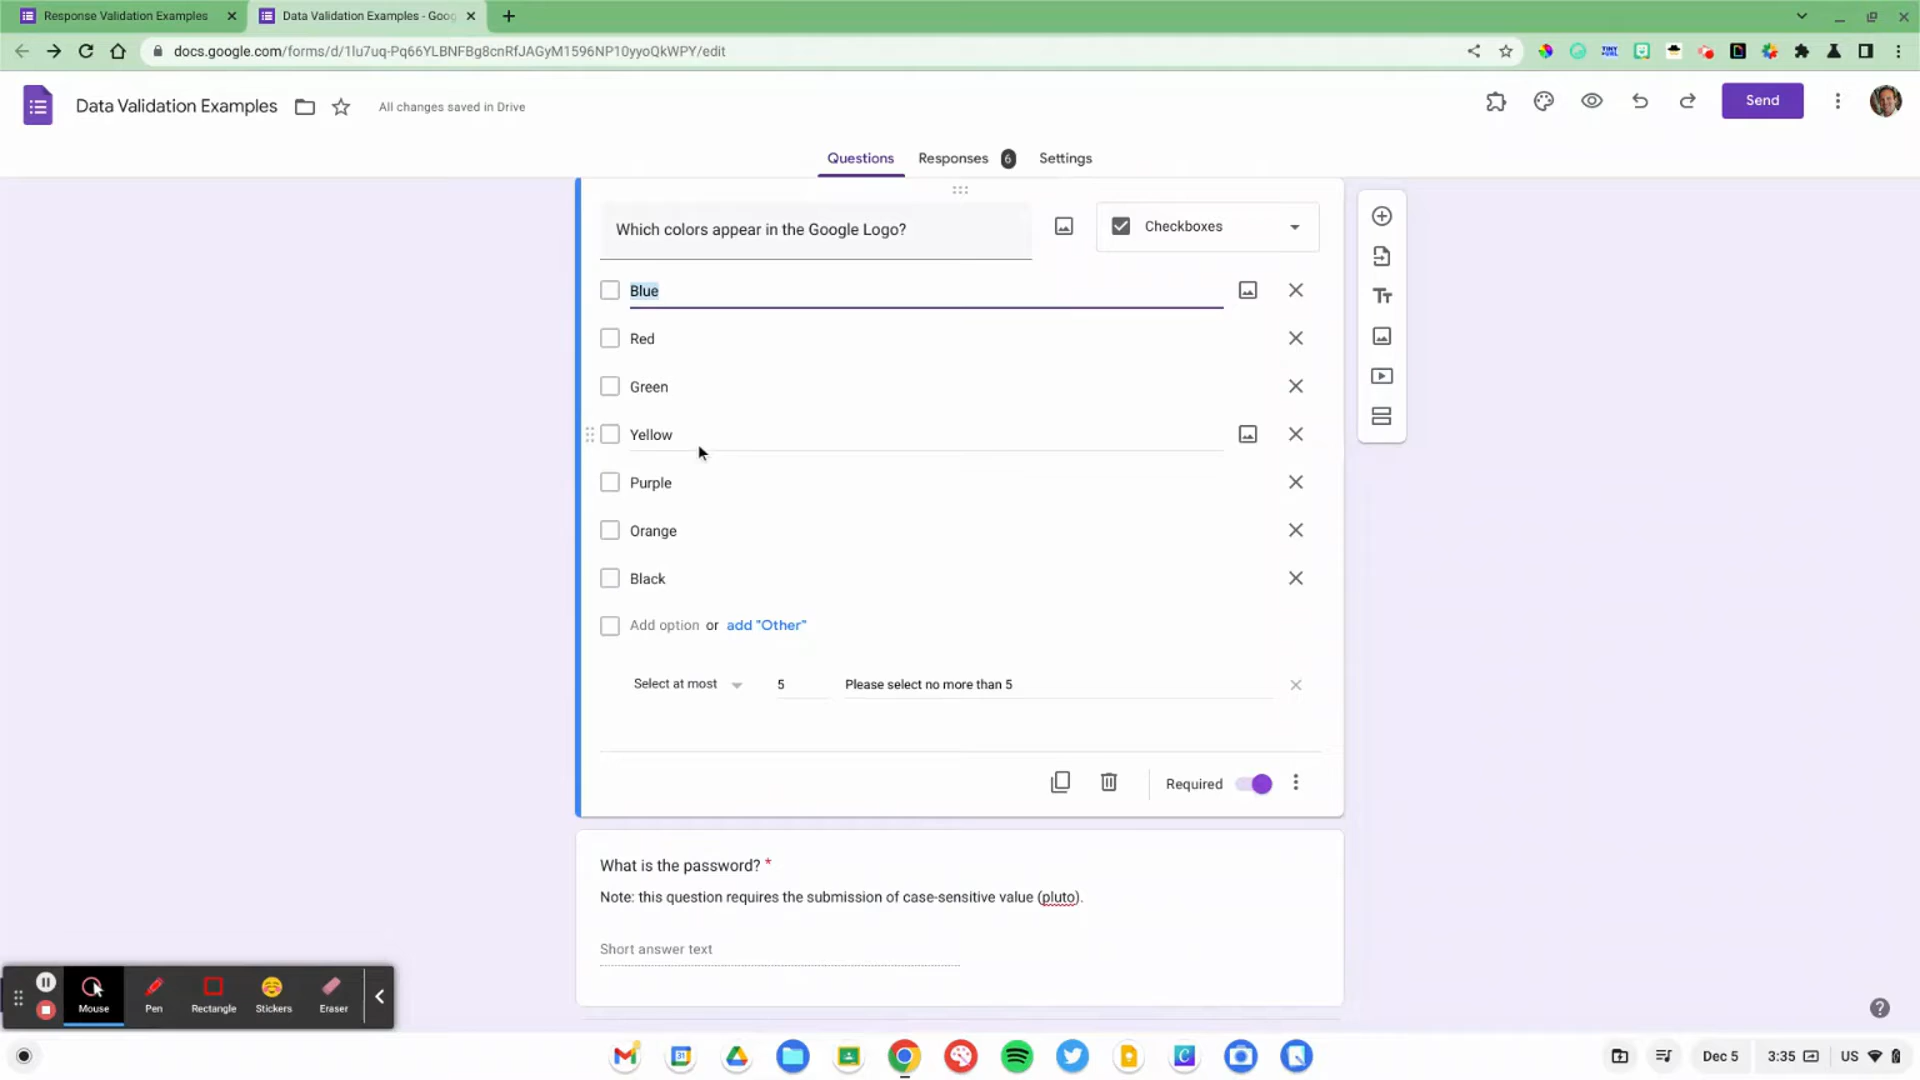 Response Validation Examples
Data Validation Examples - Goog
docs.google.com/forms/d/1lu7uq-Pq66YLBNFBg8cnRfJAGyM1596NP10yyoQkWPY/edit
Data Validation Examples
All changes saved in Drive
Send
Questions
Responses 6
Settings
Which colors appear in the Google Logo?
Checkboxes
Blue
Red
Green
Yellow
Purple
Orange
Black
Add option or add "Other"
Select at most 5 Please select no more than 5
Required
What is the password? *
Note: this question requires the submission of case-sensitive value (pluto).
Short answer text
Mouse
Pen
Rectangle
Stickers
Eraser
Dec 5
3:35
US